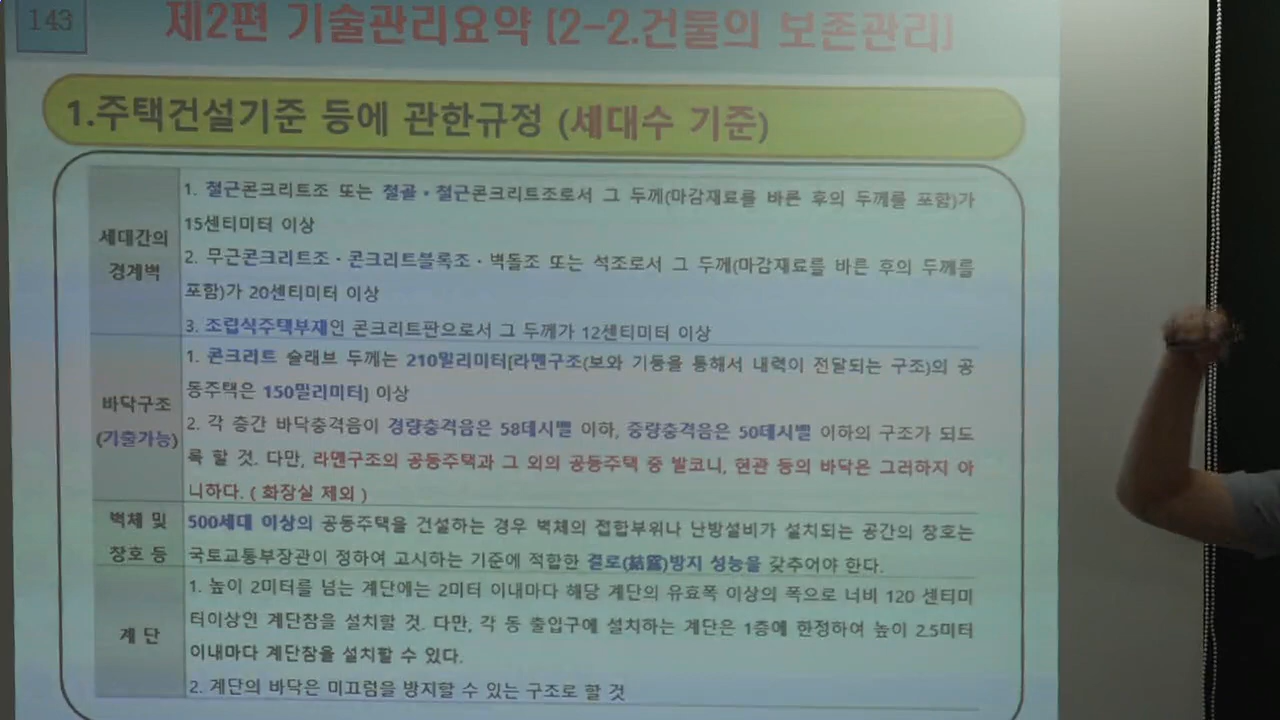 143
제2편 기술관리요약 [2-2.건물의 보존관리]
1.주택건설기준 등에 관한규정 (세대수 기준)
세대간의
경계벽
1. 철근콘크리트조 또는 철골·철근콘크리트조로서 그 두께(마감재료를 바른 후의 두께를 포함)가
15센티미터 이상
2. 무근콘크리트조·콘크리트블록조·벽돌조 또는 석조로서 그 두께(마감재료를 바른 후의 두께를
포함)가 20센티미터 이상
3. 조립식주택부재인 콘크리트판으로서 그 두께가 12센티미터 이상
바닥구조
(기출가능)
1. 콘크리트 슬래브 두께는 210밀리미터[라멘구조(보와 기둥을 통해서 내력이 전달되는 구조)의 공
동주택은 150밀리미터] 이상
2. 각 층간 바닥충격음이 경량충격음은 58데시벨 이하, 중량충격음은 50데시벨 이하의 구조가 되도
록 할 것. 다만, 라멘구조의 공동주택과 그 외의 공동주택 중 발코니, 현관 등의 바닥은 그러하지 아
니하다. ( 화장실 제외 )
벽체 및
창호 등
500세대 이상의 공동주택을 건설하는 경우 벽체의 접합부위나 난방설비가 설치되는 공간의 창호는
국토교통부장관이 정하여 고시하는 기준에 적합한 결로(結露)방지 성능을 갖추어야 한다.
계 단
1. 높이 2미터를 넘는 계단에는 2미터 이내마다 해당 계단의 유효폭 이상의 폭으로 너비 120 센티미
터이상인 계단참을 설치할 것. 다만, 각 동 출입구에 설치하는 계단은 1층에 한정하여 높이 2.5미터
이내마다 계단참을 설치할 수 있다.
2. 계단의 바닥은 미끄럼을 방지할 수 있는 구조로 할 것